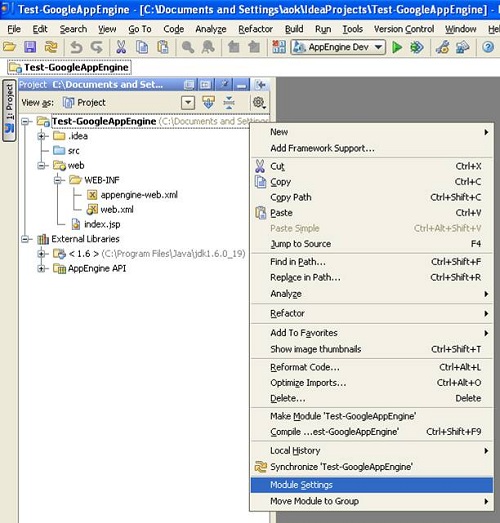 Test-GoogleAppEngine - [C:\Documents and Settings\aok\IdeaProjects\Test-GoogleAppEngine] -
File Edit Search View Go To Code Analyze Refactor Build Run Tools Version Control Window Help
AppEngine Dev
Test-GoogleAppEngine
1: Project
Project C:\Documents and Set...
View as: Project
Test-GoogleAppEngine (C:\Documents and Settings
.idea
src
web
WEB-INF
appengine-web.xml
web.xml
index.jsp
External Libraries
< 1.6 > (C:\Program Files\Java\jdk1.6.0_19)
AppEngine API
New
Add Framework Support...
Cut Ctrl+X
Copy Ctrl+C
Copy Path Ctrl+Shift+C
Paste Ctrl+V
Paste Simple Ctrl+Alt+Shift+V
Jump to Source F4
Find in Path... Ctrl+Shift+F
Replace in Path... Ctrl+Shift+R
Analyze
Refactor
Add To Favorites
Show image thumbnails Ctrl+Shift+T
Reformat Code... Ctrl+Alt+L
Optimize Imports... Ctrl+Alt+O
Delete... Delete
Make Module 'Test-GoogleAppEngine'
Compile ...est-GoogleAppEngine' Ctrl+Shift+F9
Local History
Synchronize 'Test-GoogleAppEngine'
Module Settings
Move Module to Group